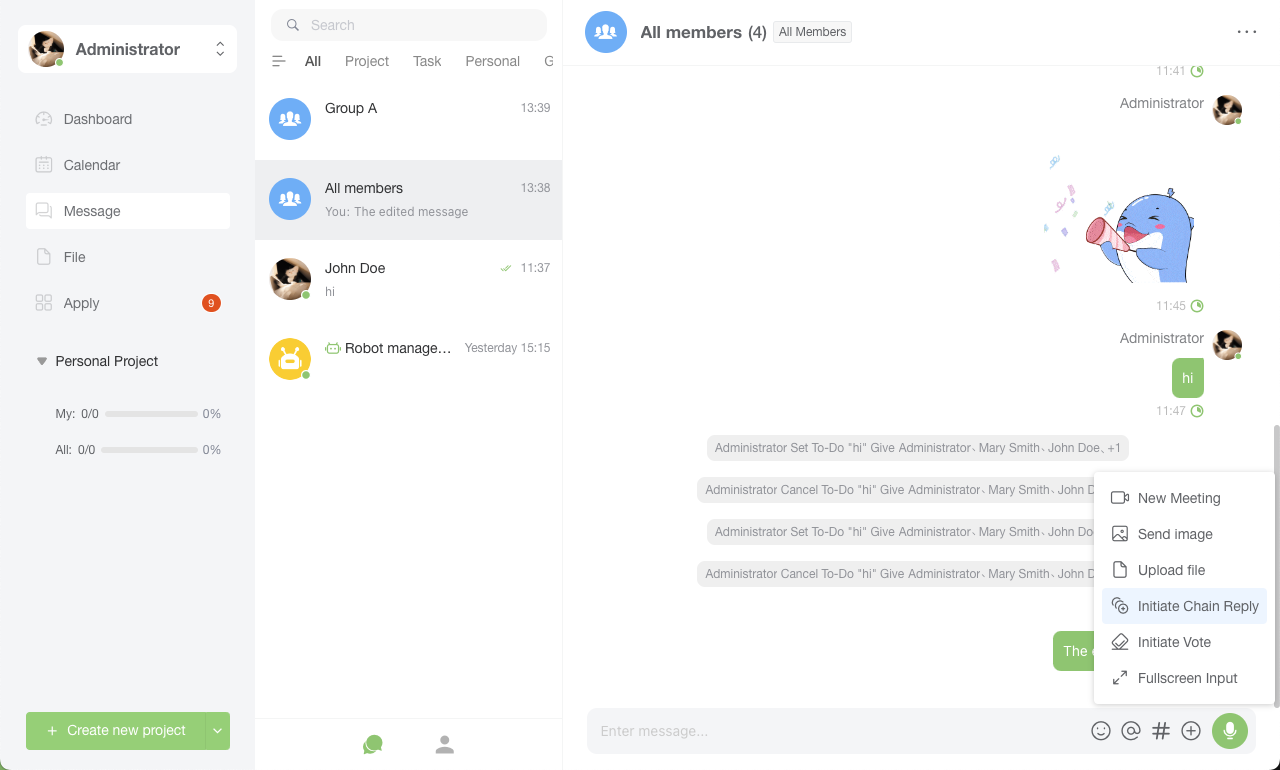 Administrator
Dashboard
Calendar
Message
File
Apply 9
Personal Project
My: 0/0 0%
All: 0/0 0%
+ Create new project
Search
All Project Task Personal G
Group A 13:39
All members 13:38
You: The edited message
John Doe 11:37
hi
Robot manage... Yesterday 15:15
All members (4) All Members
11:41
Administrator
11:45
Administrator
hi
11:47
Administrator Set To-Do "hi" Give Administrator、Mary Smith、John Doe、+1
Administrator Cancel To-Do "hi" Give Administrator、Mary Smith、John D
Administrator Set To-Do "hi" Give Administrator、Mary Smith、John Do
Administrator Cancel To-Do "hi" Give Administrator、Mary Smith、John D
The
New Meeting
Send image
Upload file
Initiate Chain Reply
Initiate Vote
Fullscreen Input
Enter message...